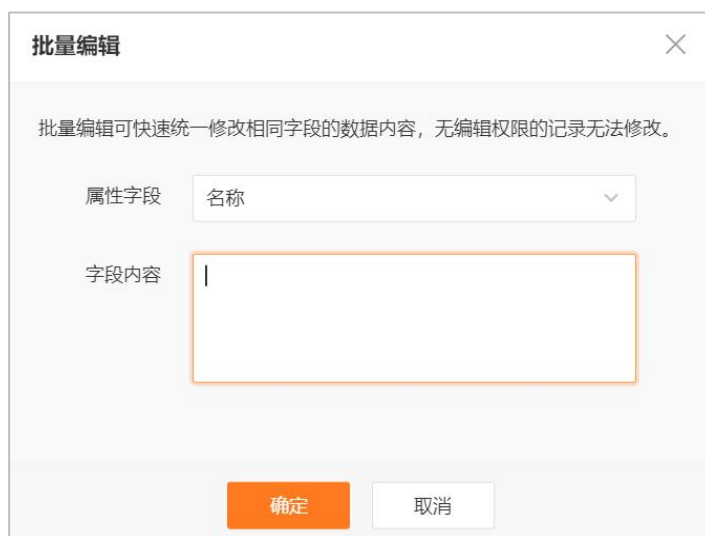 批量编辑
批量编辑可快速统一修改相同字段的数据内容，无编辑权限的记录无法修改。
属性字段 名称
字段内容
确定 取消